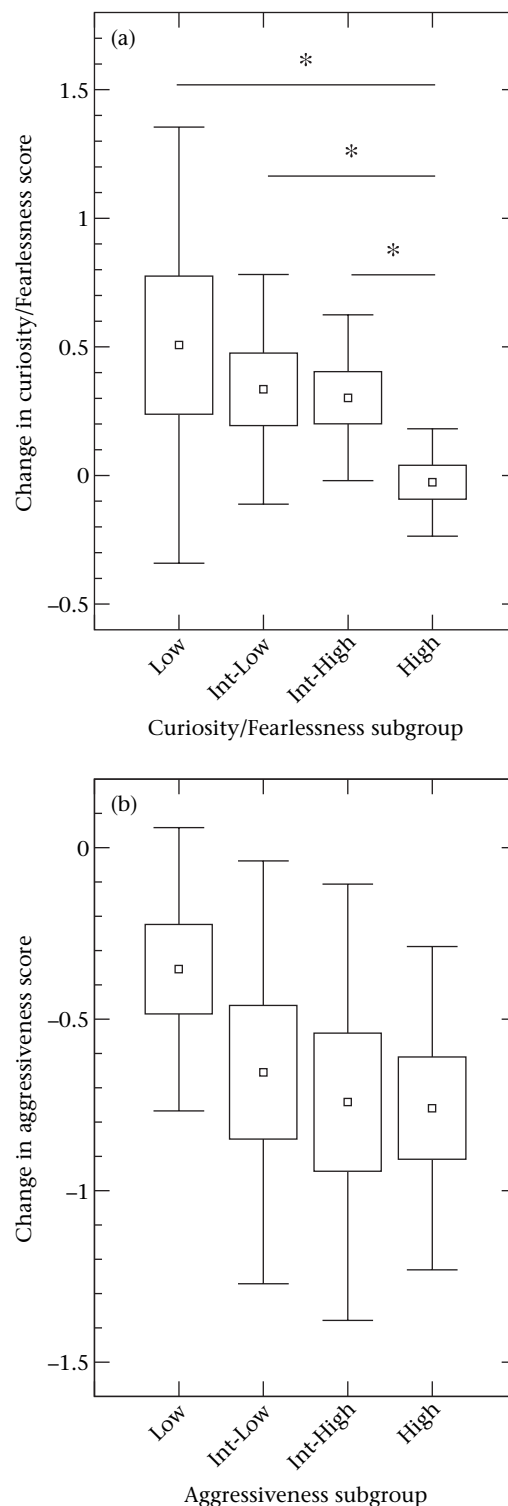 (a)
*
*
*
1.5
1
0.5
0
−0.5
Change in curiosity/Fearlessness score
Low
Int-Low
Int-High
High
Curiosity/Fearlessness subgroup
(b)
0
−0.5
−1
−1.5
Change in aggressiveness score
Low
Int-Low
Int-High
High
Aggressiveness subgroup